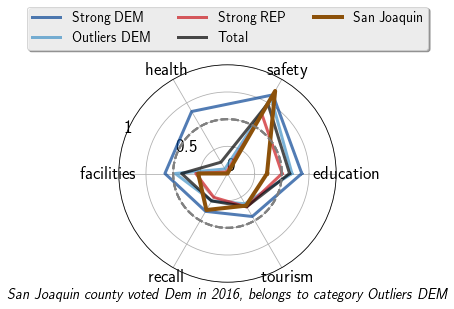 Strong DEM Strong REP San Joaquin
Outliers DEM Total
health safety
1
0.5
0
facilities education
recall tourism
San Joaquin county voted Dem in 2016, belongs to category Outliers DEM